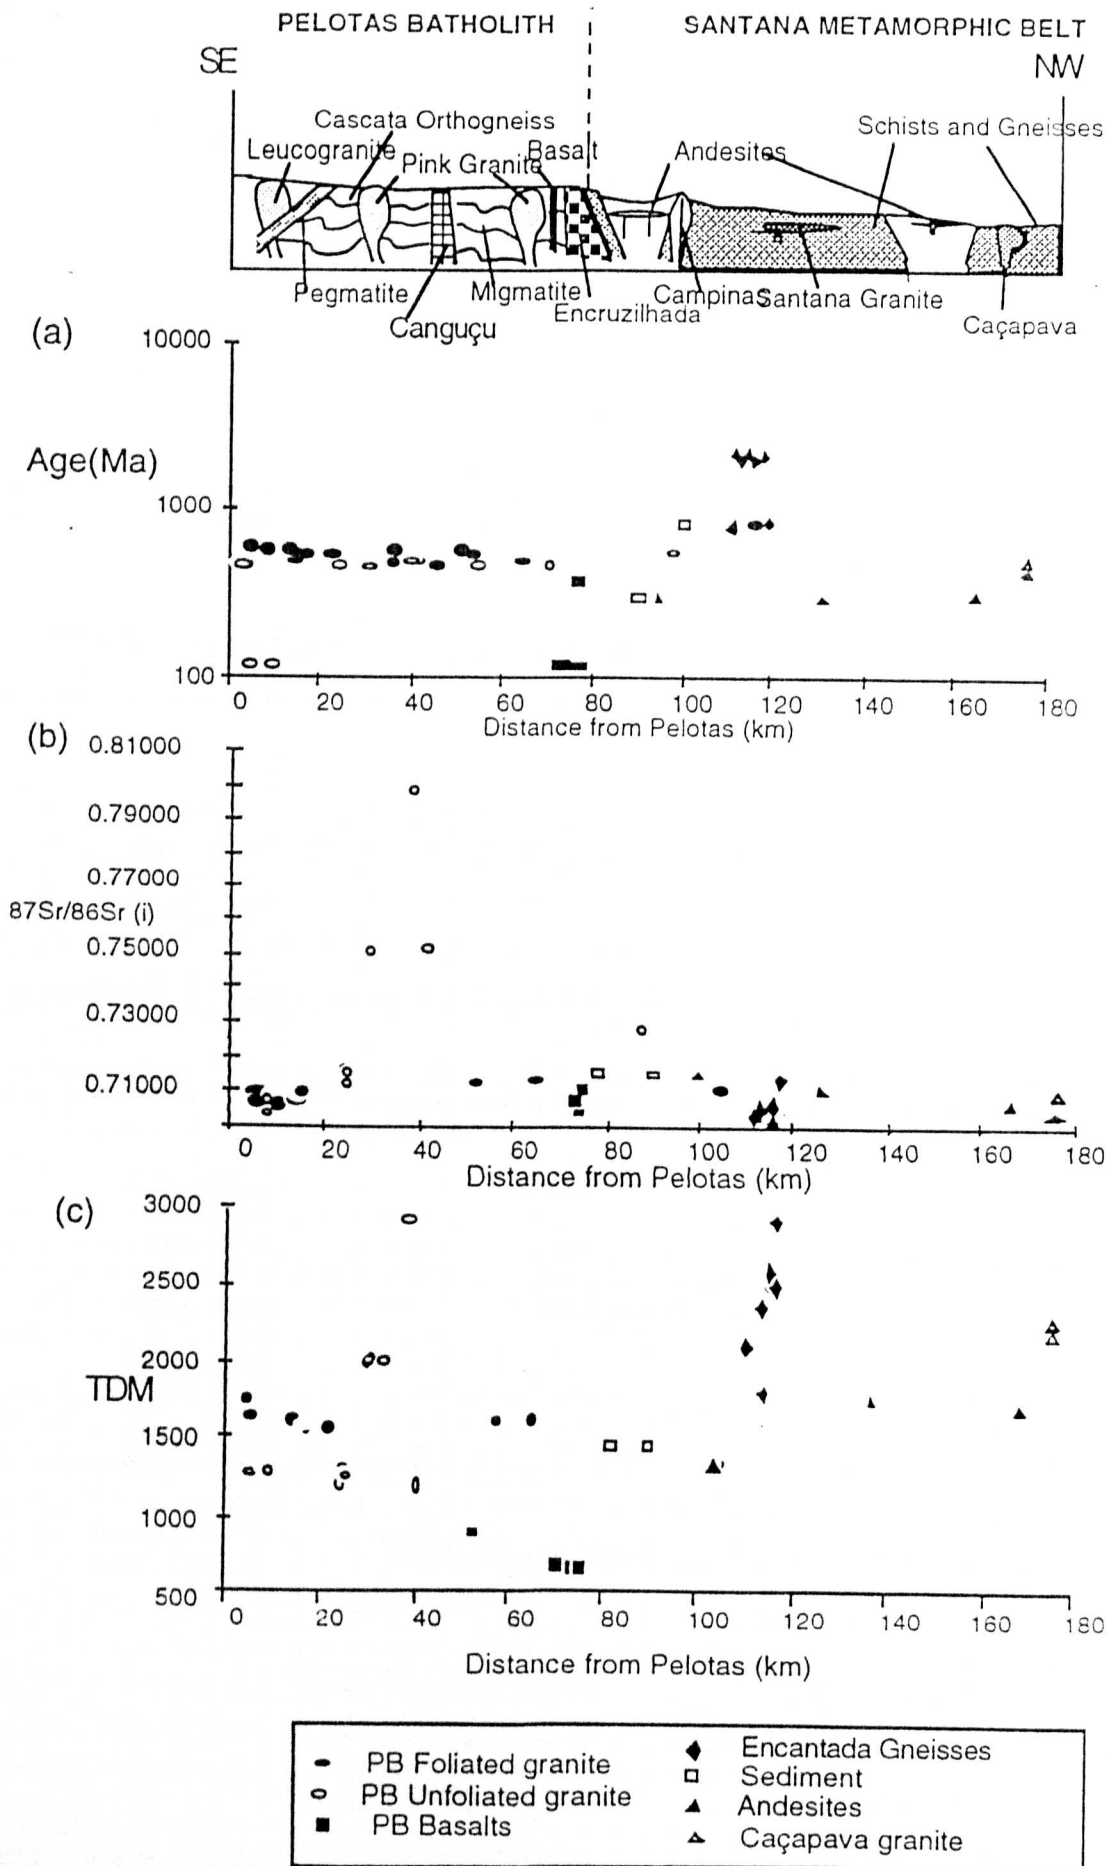 PELOTAS BATHOLITH
SANTANA METAMORPHIC BELT
SE
NW
Cascata Orthogneiss
Schists and Gneisses
Leucogranite
Pink Granite
Basalt
Andesites
Pegmatite
Migmatite
Campinas
Santana Granite
Encruzilhada
Canguçu
Caçapava
(a)
10000
Age(Ma)
1000
100
0 20 40 60 80 100 120 140 160 180
Distance from Pelotas (km)
(b)
0.81000
0.79000
0.77000
87Sr/86Sr (i)
0.75000
0.73000
0.71000
0 20 40 60 80 100 120 140 160 180
Distance from Pelotas (km)
(c)
3000
2500
2000
TDM
1500
1000
500
0 20 40 60 80 100 120 140 160 180
Distance from Pelotas (km)
PB Foliated granite
PB Unfoliated granite
PB Basalts
Encantada Gneisses
Sediment
Andesites
Caçapava granite